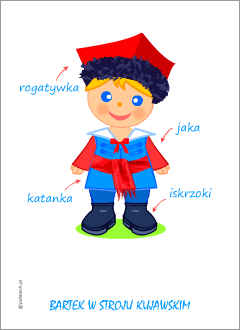 rogatywka
jaka
katanka
iskrzoki
BARTEK W STROJU KUJAWSKIM